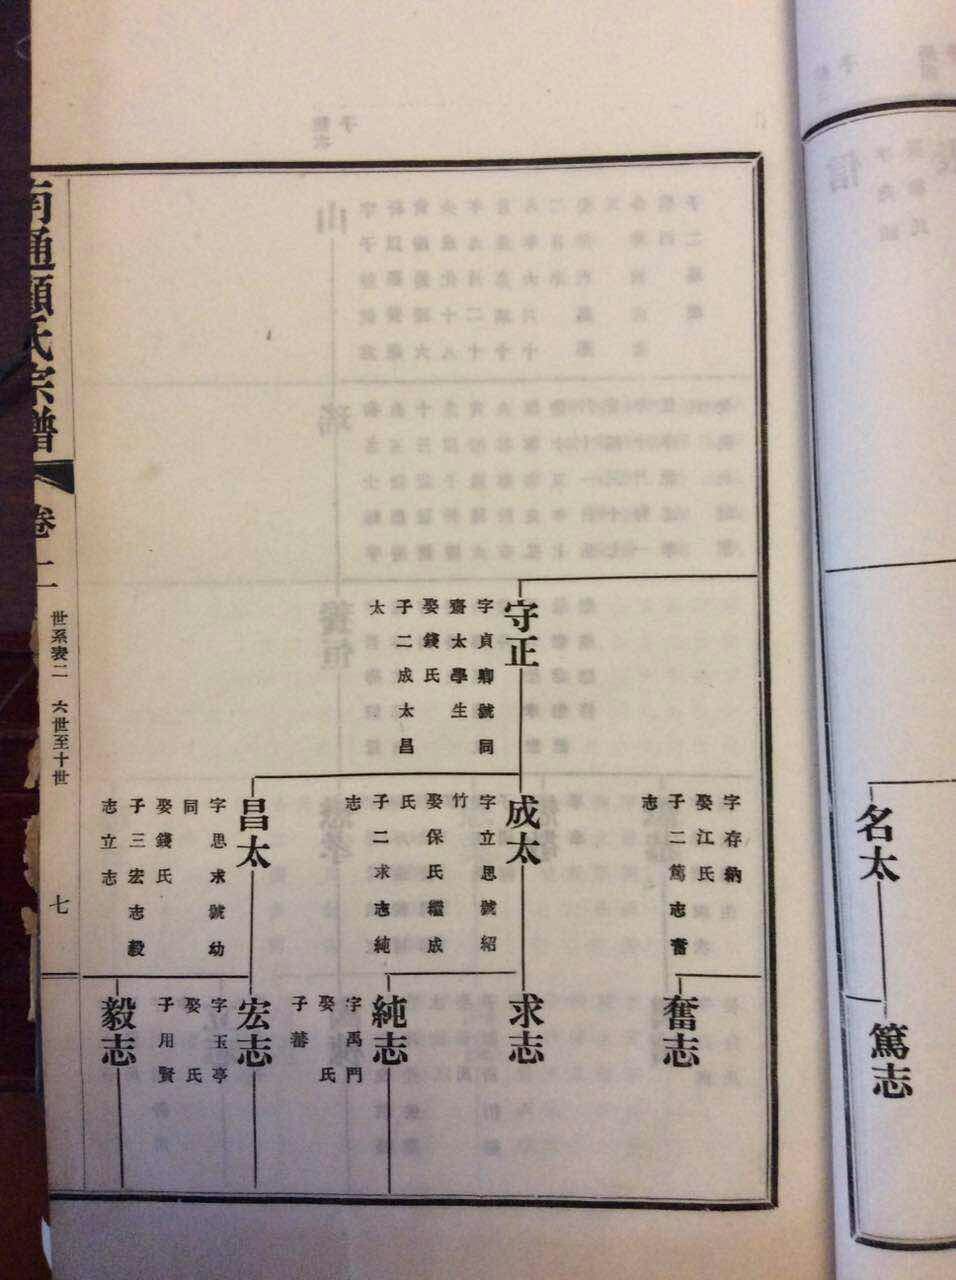 名太
篤志
字存納
娶江氏
子二篤志奮
志
奮志
守正
字貞卿號同
齋太學生
娶錢氏
子二成太昌
太
成太
字立思號紹
竹
娶保氏繼成
氏
子二求志純
志
求志
純志
字禹門
娶 氏
子蕃
昌太
字思求號幼
同
娶錢氏
子三宏志毅
志立志
宏志
字玉亭
娶 氏
子用賢
毅志
南通顧氏宗譜
卷二
世系表二 六世至十世
七